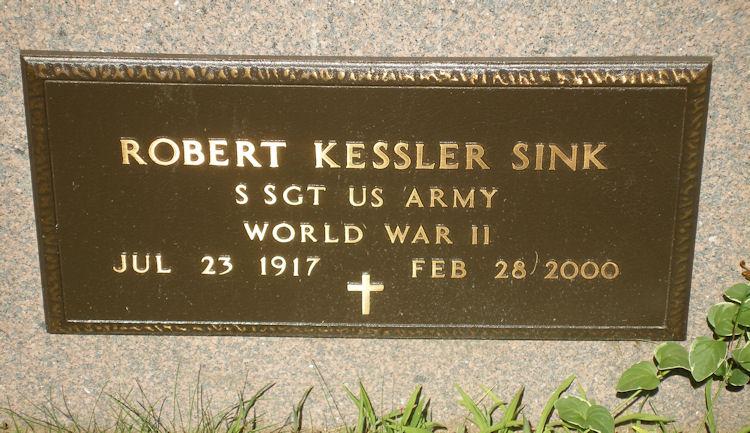 ROBERT KESSLER SINK
S SGT US ARMY
WORLD WAR II
JUL 23 1917 FEB 28 2000